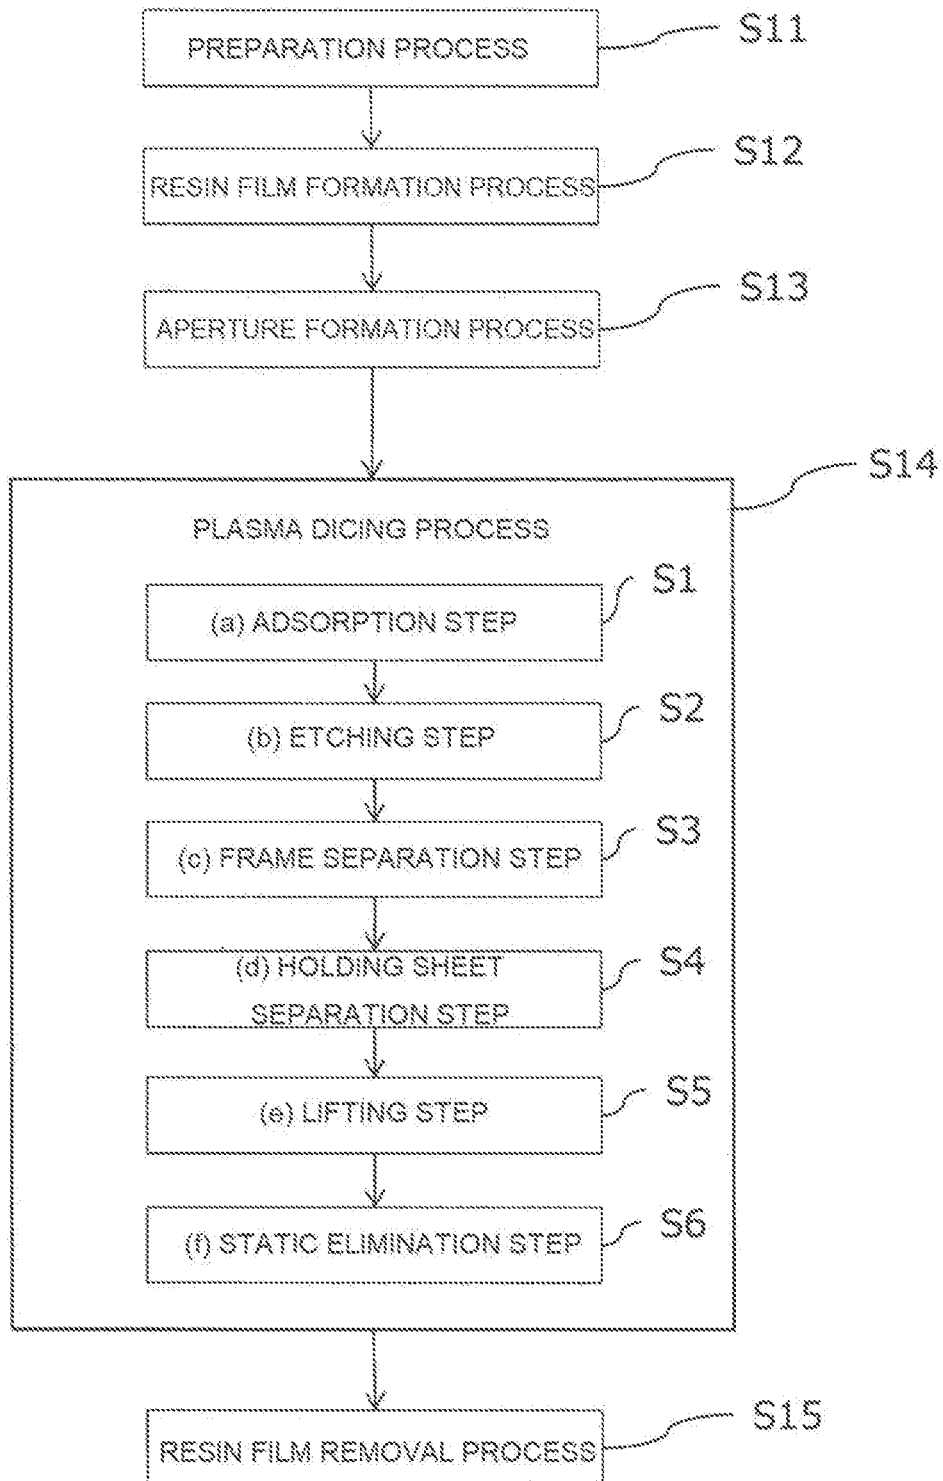 PREPARATION PROCESS
S11
RESIN FILM FORMATION PROCESS
S12
APERTURE FORMATION PROCESS
S13
S14
PLASMA DICING PROCESS
(a) ADSORPTION STEP
S1
(b) ETCHING STEP
S2
(c) FRAME SEPARATION STEP
S3
(d) HOLDING SHEET
SEPARATION STEP
S4
(e) LIFTING STEP
S5
(f) STATIC ELIMINATION STEP
S6
RESIN FILM REMOVAL PROCESS
S15